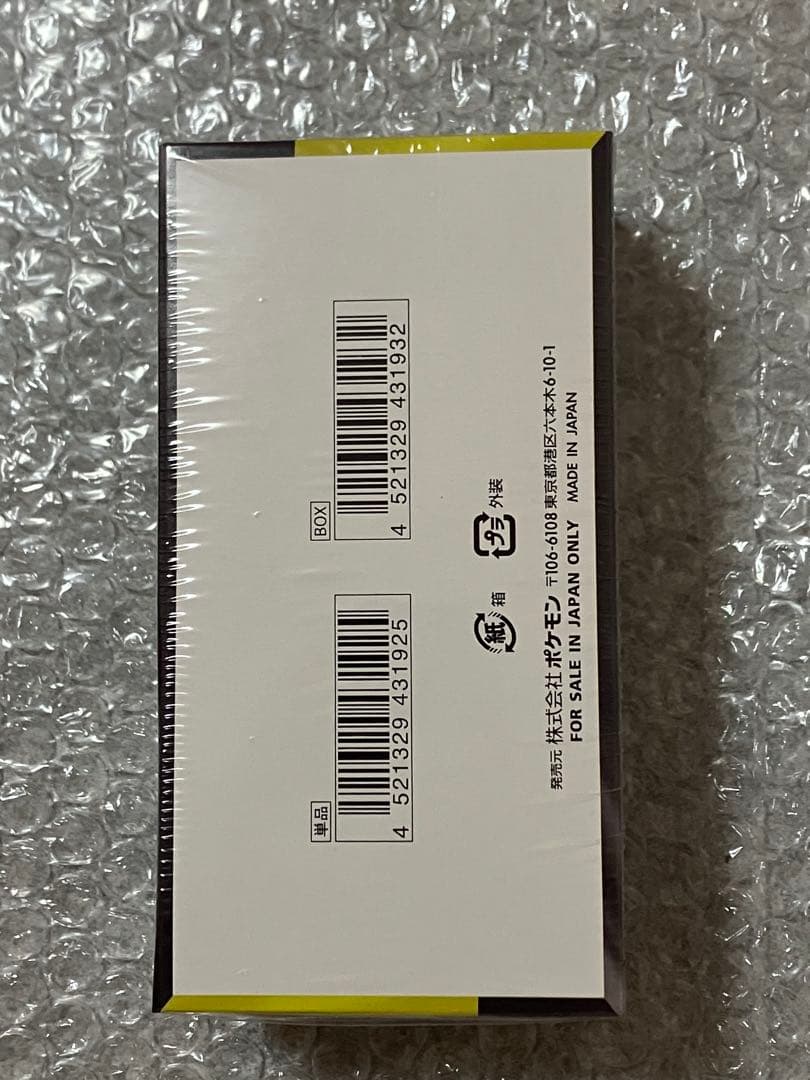 単品
4 521329 431925
BOX
4 521329 431932
紙 箱
プラ 外装
発売元 株式会社 ポケモン 〒106-6108 東京都港区六本木6-10-1
FOR SALE IN JAPAN ONLY MADE IN JAPAN